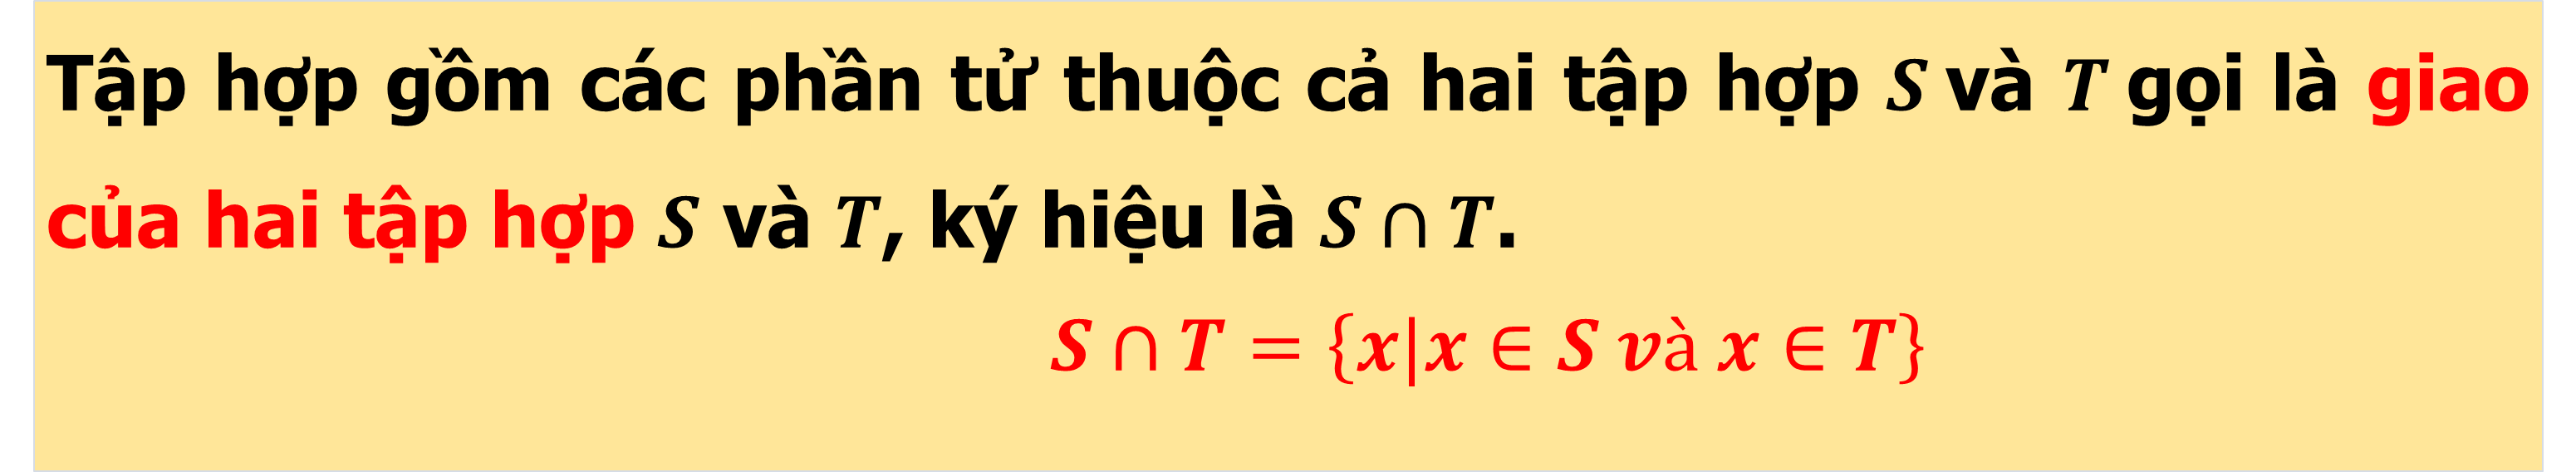 Tập hợp gồm các phần tử thuộc cả hai tập hợp S và T gọi là giao
của hai tập hợp S và T, ký hiệu là S ∩ T.
S ∩ T = {x|x ∈ S và x ∈ T}